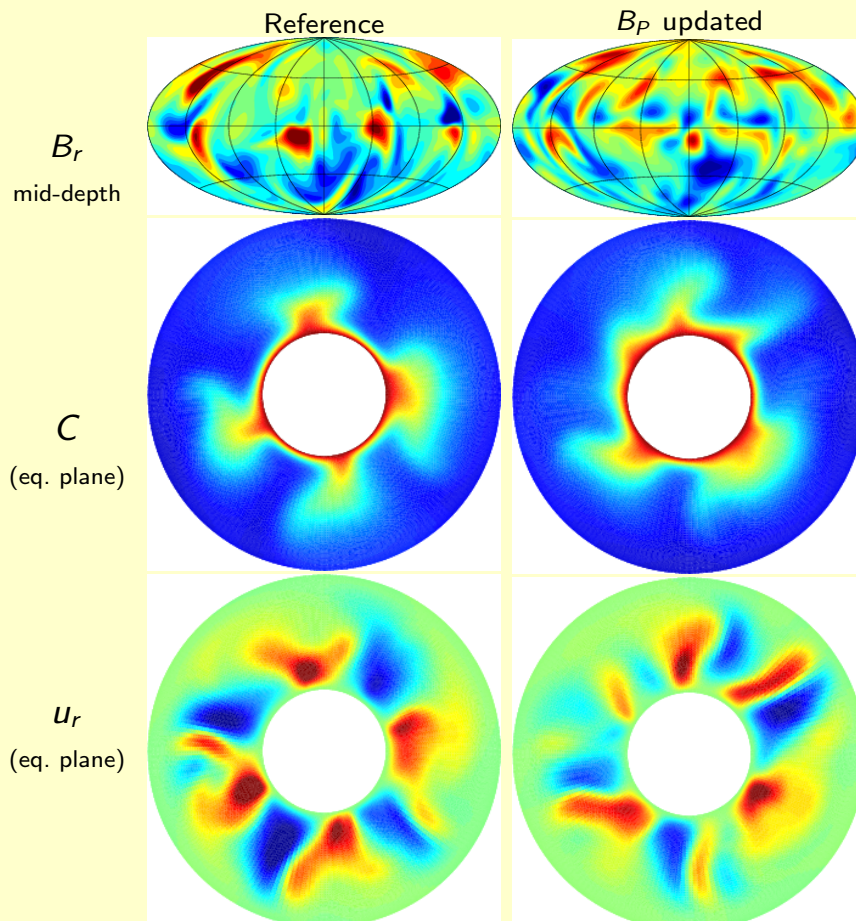 Reference
B_P updated
B_r
mid-depth
C
(eq. plane)
u_r
(eq. plane)